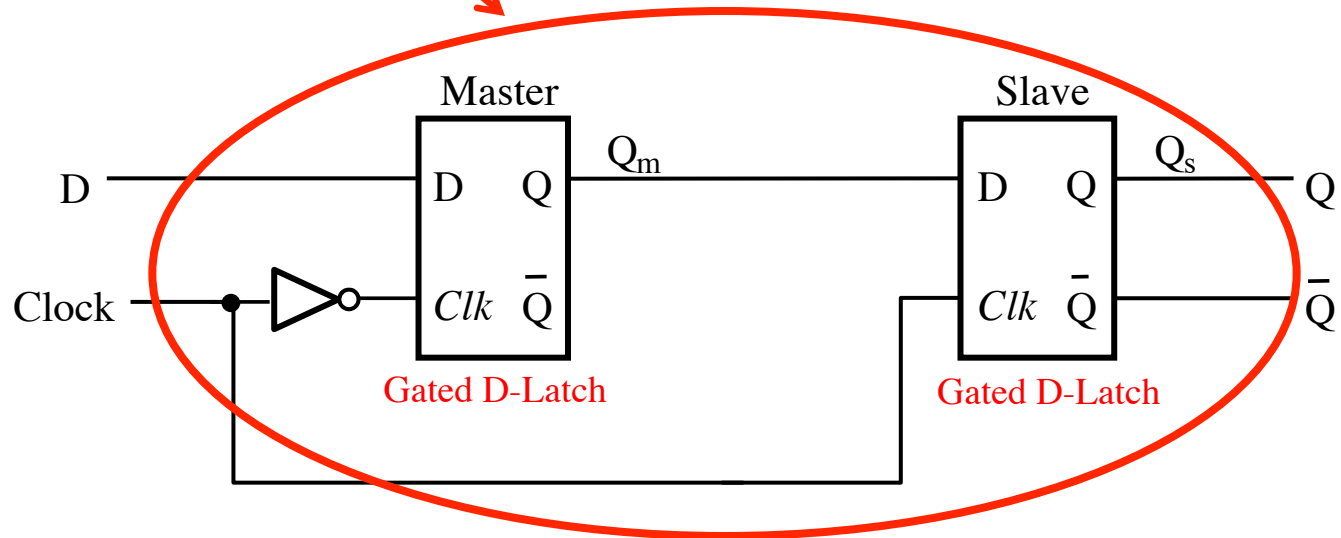 Master
Slave
D
D Q
Qm
D Q
Qs
Q
Clock
Clk Q̅
Clk Q̅
Q̅
Gated D-Latch
Gated D-Latch